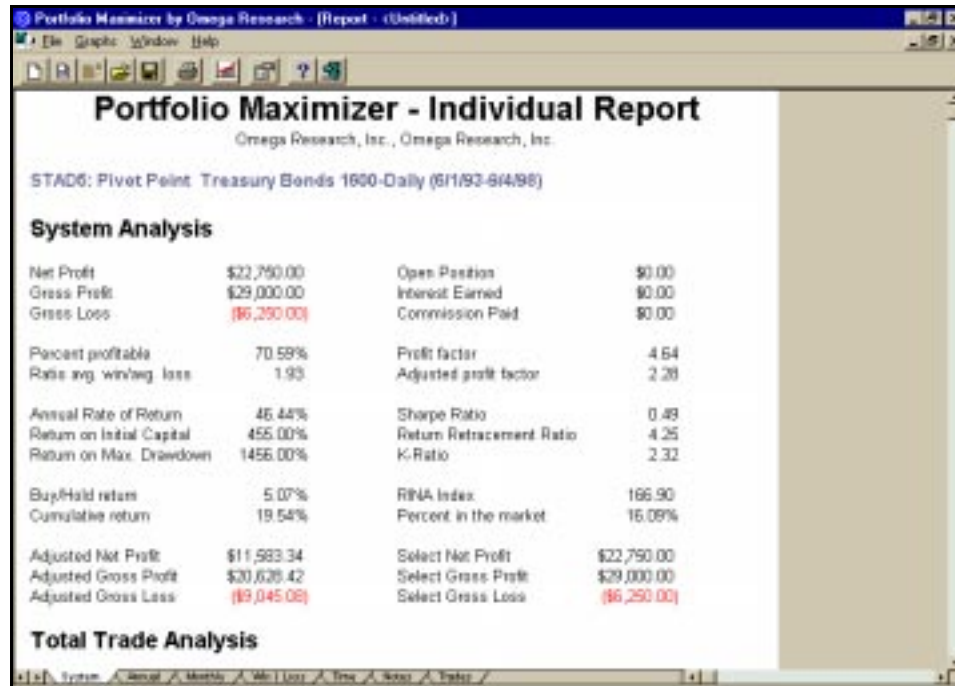 Portfolio Maximizer by Omega Research - [Report - <Untitled>]
File Graphs Window Help
Portfolio Maximizer - Individual Report
Omega Research, Inc., Omega Research, Inc.
STAD6: Pivot Point Treasury Bonds 1600-Daily (6/1/93-6/4/98)
System Analysis
Net Profit $22,750.00 Open Position $0.00
Gross Profit $29,000.00 Interest Earned $0.00
Gross Loss ($6,250.00) Commission Paid $0.00
Percent profitable 70.59% Profit factor 4.64
Ratio avg. win/avg. loss 1.93 Adjusted profit factor 2.28
Annual Rate of Return 46.44% Sharpe Ratio 0.49
Return on Initial Capital 455.00% Return Retracement Ratio 4.25
Return on Max. Drawdown 1456.00% K-Ratio 2.32
Buy/Hold return 5.07% RINA Index 166.90
Cumulative return 19.54% Percent in the market 16.09%
Adjusted Net Profit $11,583.34 Select Net Profit $22,750.00
Adjusted Gross Profit $20,628.42 Select Gross Profit $29,000.00
Adjusted Gross Loss ($9,045.08) Select Gross Loss ($6,250.00)
Total Trade Analysis
System Annual Monthly Win | Loss Time Notes Trades